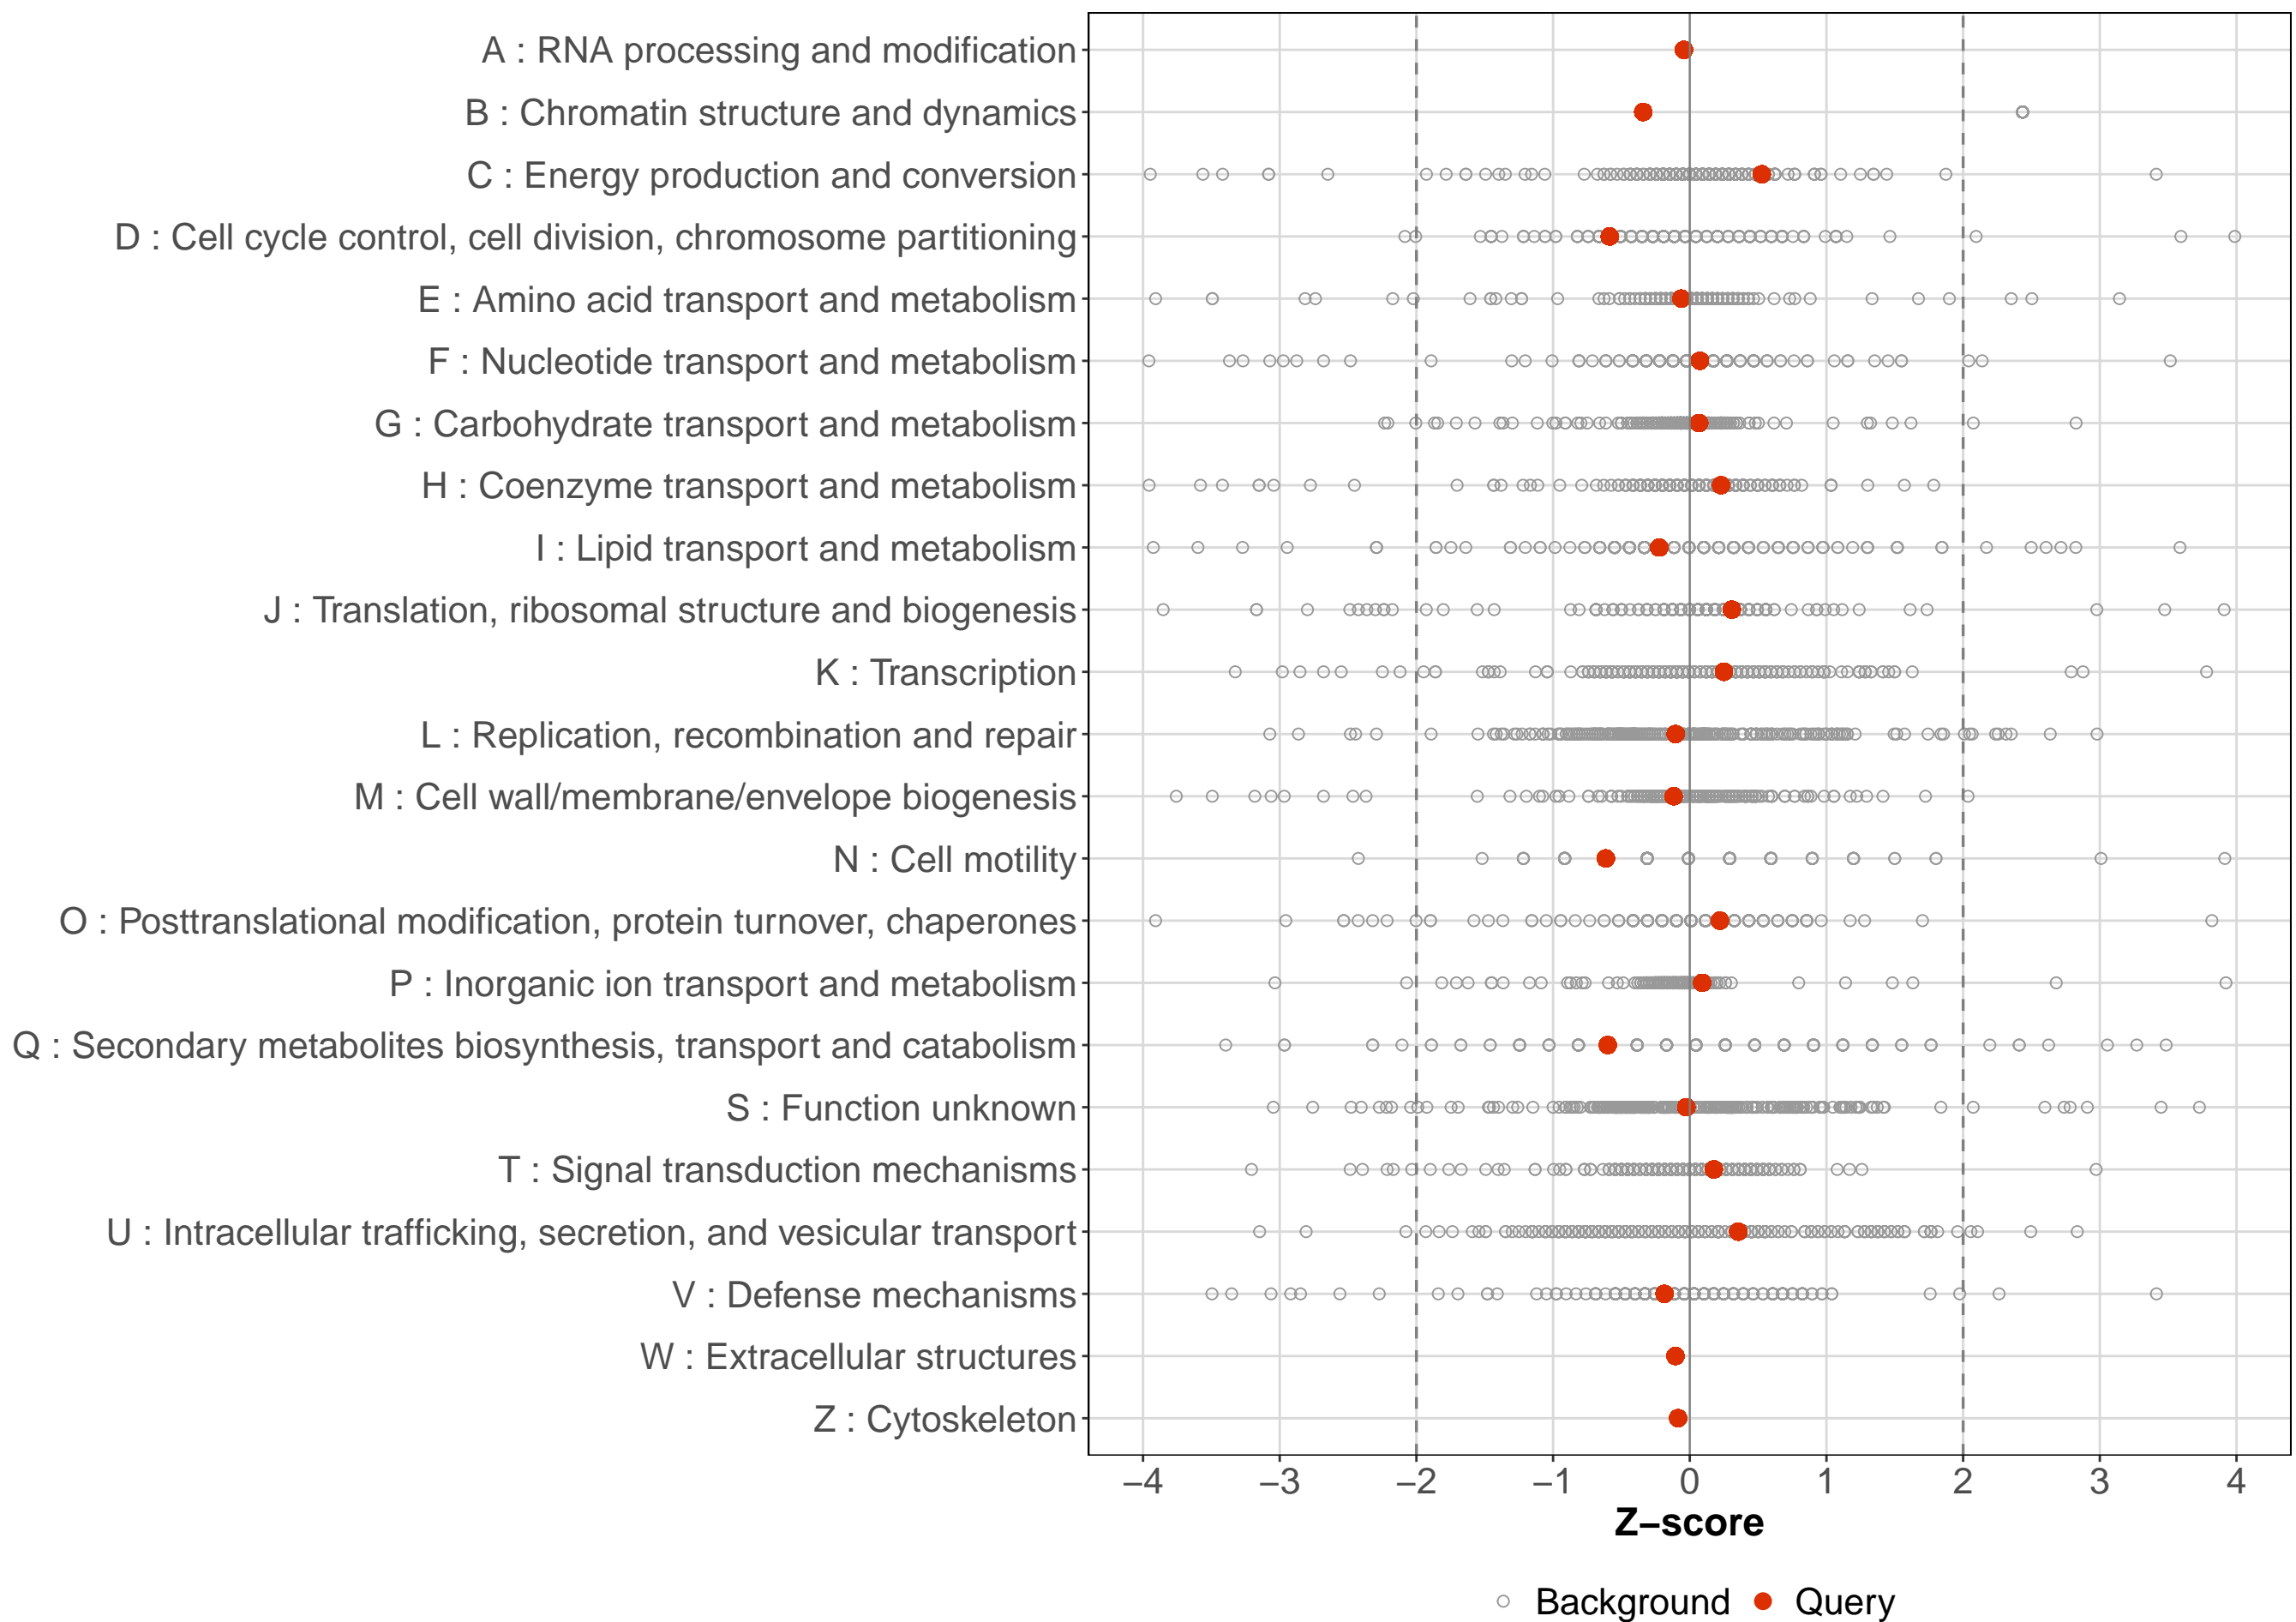 A : RNA processing and modification
B : Chromatin structure and dynamics
C : Energy production and conversion
D : Cell cycle control, cell division, chromosome partitioning
E : Amino acid transport and metabolism
F : Nucleotide transport and metabolism
G : Carbohydrate transport and metabolism
H : Coenzyme transport and metabolism
I : Lipid transport and metabolism
J : Translation, ribosomal structure and biogenesis
K : Transcription
L : Replication, recombination and repair
M : Cell wall/membrane/envelope biogenesis
N : Cell motility
O : Posttranslational modification, protein turnover, chaperones
P : Inorganic ion transport and metabolism
Q : Secondary metabolites biosynthesis, transport and catabolism
S : Function unknown
T : Signal transduction mechanisms
U : Intracellular trafficking, secretion, and vesicular transport
V : Defense mechanisms
W : Extracellular structures
Z : Cytoskeleton
−4 −3 −2 −1 0 1 2 3 4
Z−score
Background Query